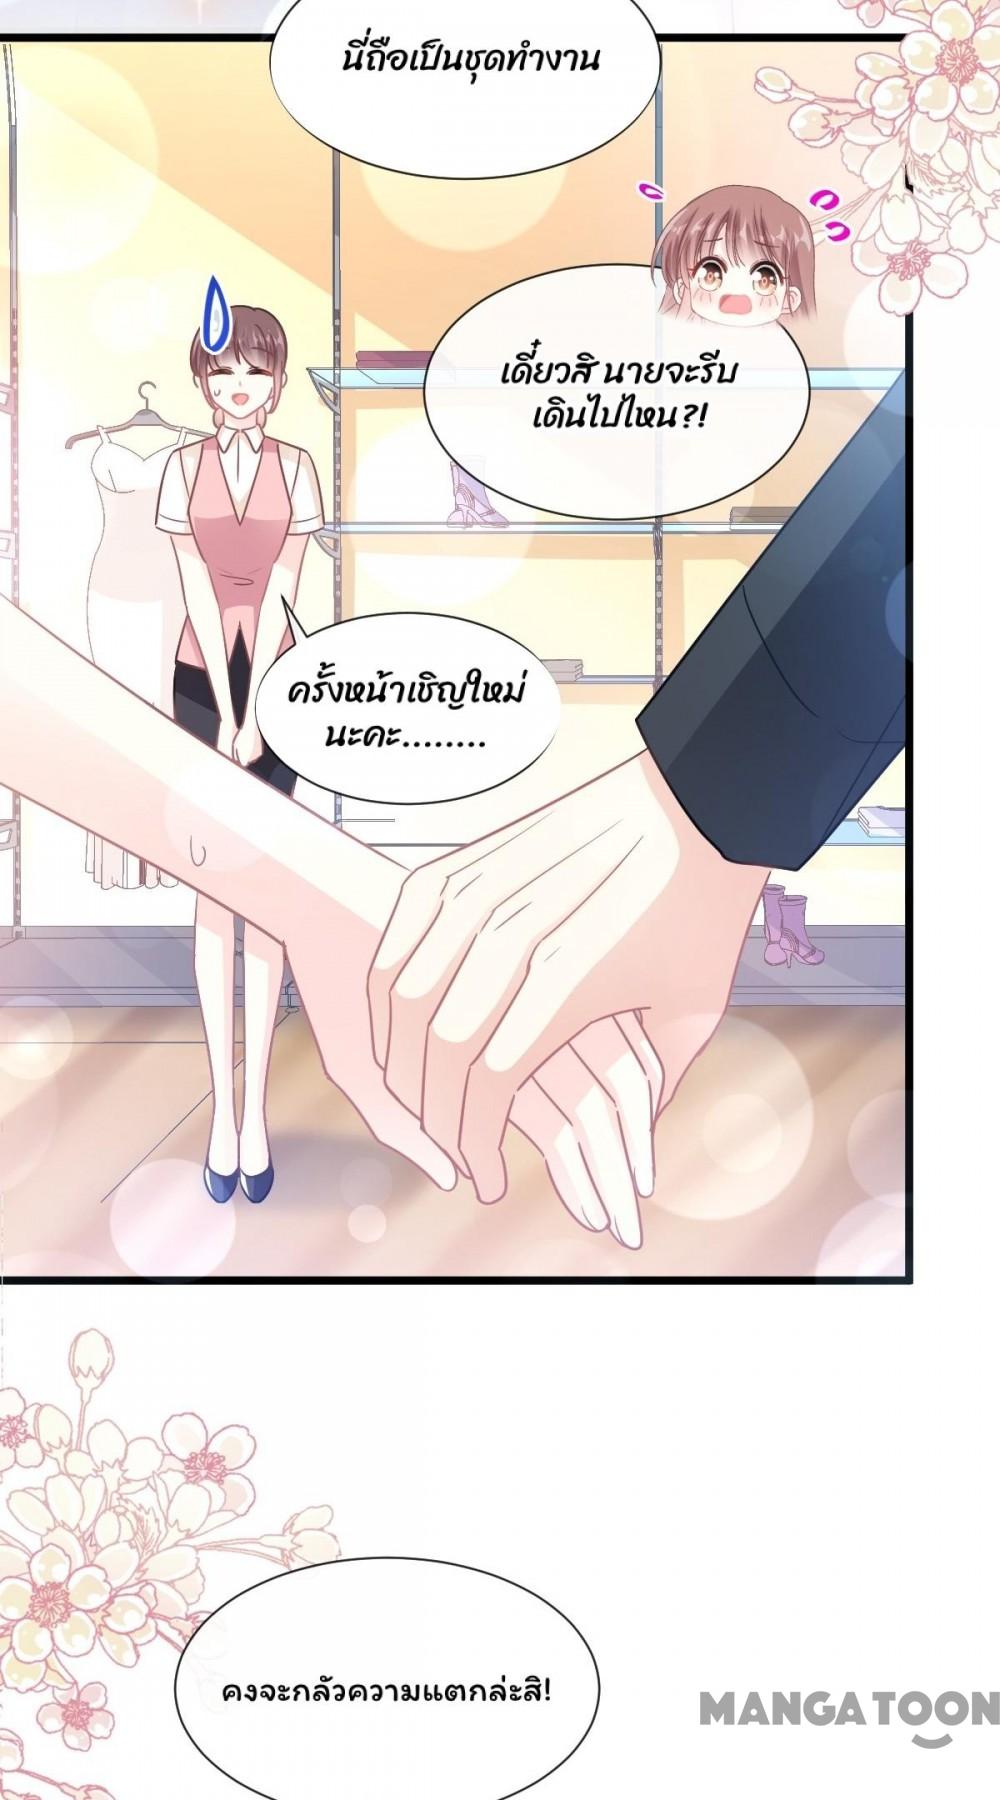 นี่ถือเป็นชุดทำงาน
เดี๋ยวสิ นายจะรีบ
เดินไปไหน?!
ครั้งหน้าเชิญใหม่
นะคะ........
คงจะกลัวความแตกล่ะสิ!
MANGATOON